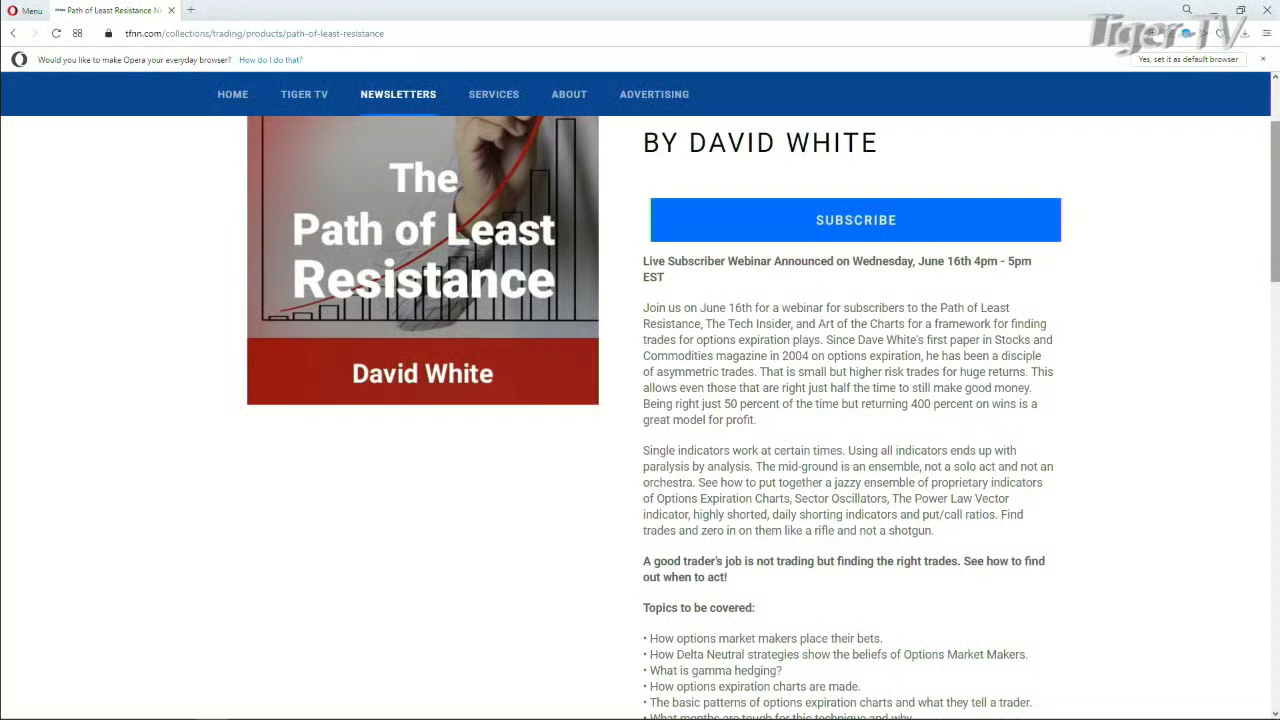 Menu
Path of Least Resistance N
Tiger-TV
tfnn.com/collections/trading/products/path-of-least-resistance
Would you like to make Opera your everyday browser? How do I do that?
Yes, set it as default browser
HOME TIGER TV NEWSLETTERS SERVICES ABOUT ADVERTISING
The
Path of Least
Resistance
David White
BY DAVID WHITE
SUBSCRIBE
Live Subscriber Webinar Announced on Wednesday, June 16th 4pm - 5pm
EST
Join us on June 16th for a webinar for subscribers to the Path of Least
Resistance, The Tech Insider, and Art of the Charts for a framework for finding
trades for options expiration plays. Since Dave White's first paper in Stocks and
Commodities magazine in 2004 on options expiration, he has been a disciple
of asymmetric trades. That is small but higher risk trades for huge returns. This
allows even those that are right just half the time to still make good money.
Being right just 50 percent of the time but returning 400 percent on wins is a
great model for profit.
Single indicators work at certain times. Using all indicators ends up with
paralysis by analysis. The mid-ground is an ensemble, not a solo act and not an
orchestra. See how to put together a jazzy ensemble of proprietary indicators
of Options Expiration Charts, Sector Oscillators, The Power Law Vector
indicator, highly shorted, daily shorting indicators and put/call ratios. Find
trades and zero in on them like a rifle and not a shotgun.
A good trader's job is not trading but finding the right trades. See how to find
out when to act!
Topics to be covered:
• How options market makers place their bets.
• How Delta Neutral strategies show the beliefs of Options Market Makers.
• What is gamma hedging?
• How options expiration charts are made.
• The basic patterns of options expiration charts and what they tell a trader.
• What months are tough for this technique and why.